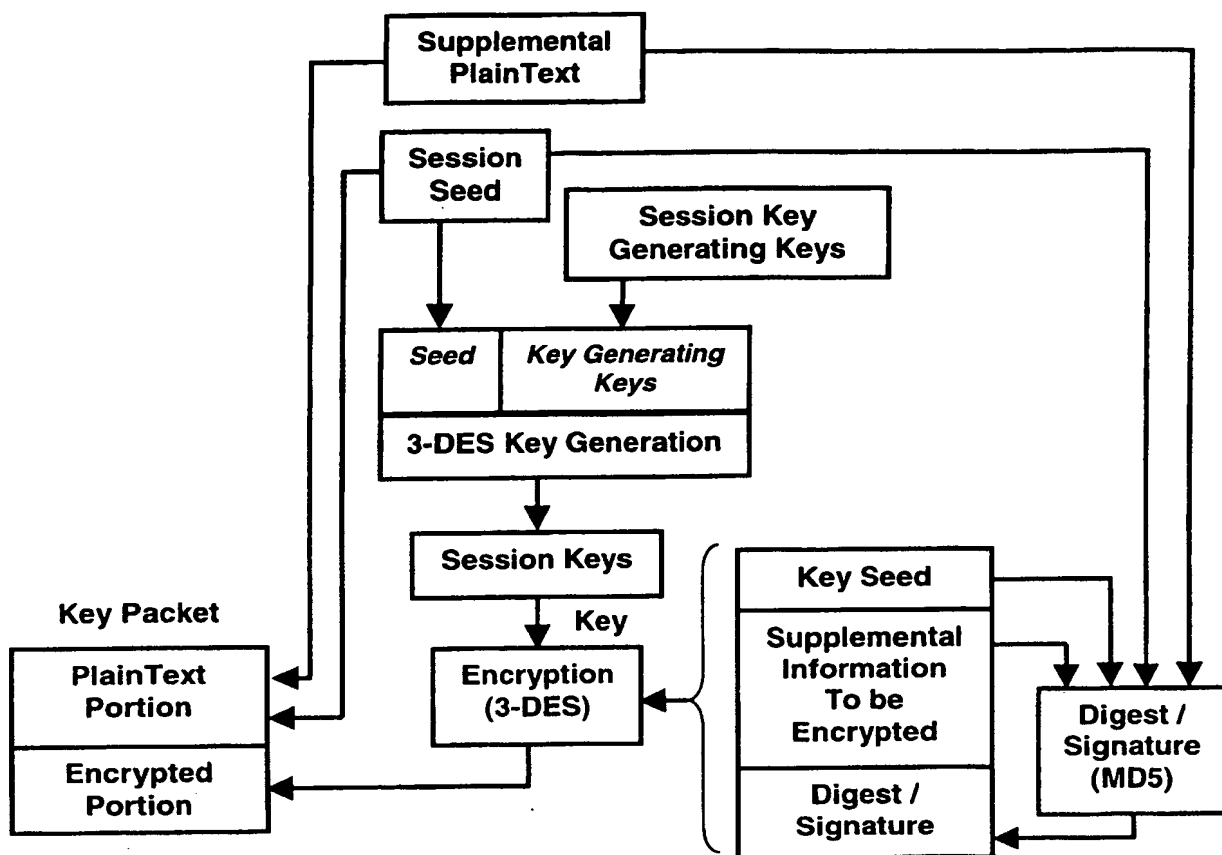 Supplemental
PlainText
Session
Seed
Session Key
Generating Keys
Seed
Key Generating
Keys
3-DES Key Generation
Session Keys
Key
Key Packet
PlainText
Portion
Encrypted
Portion
Encryption
(3-DES)
Key Seed
Supplemental
Information
To be
Encrypted
Digest /
Signature
Digest /
Signature
(MD5)